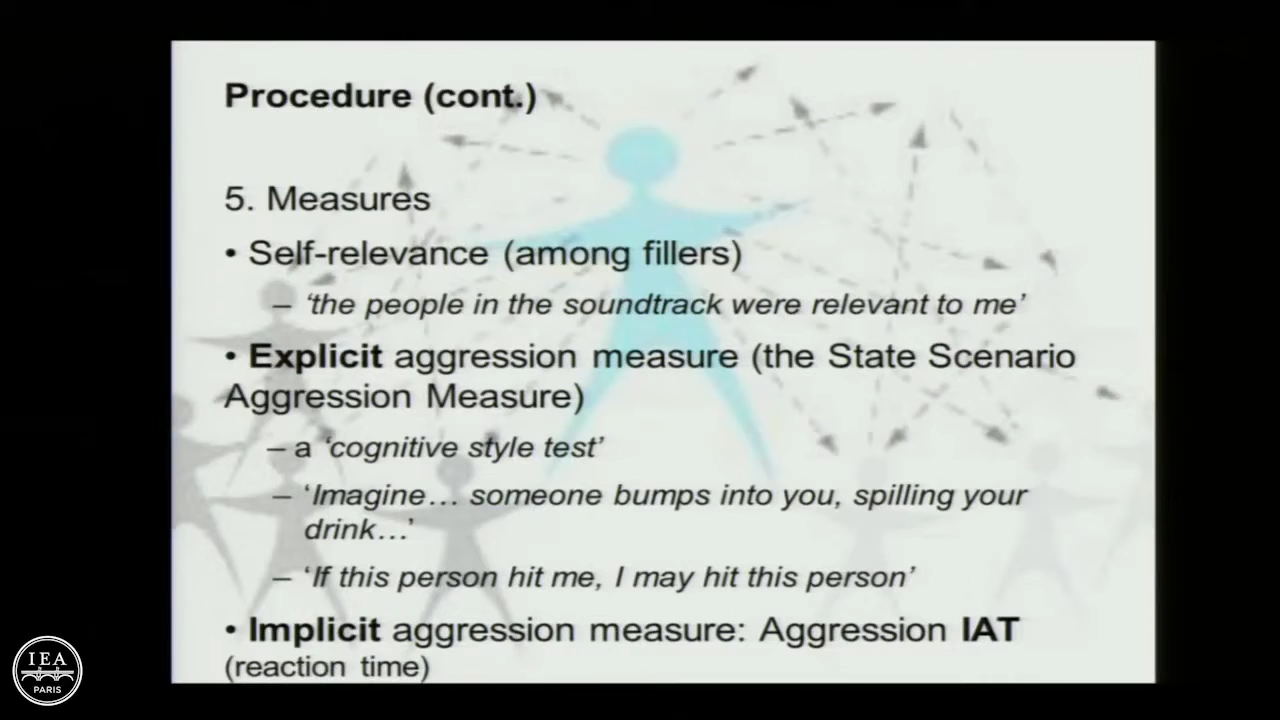 Procedure (cont.)
5. Measures
• Self-relevance (among fillers)
– ‘the people in the soundtrack were relevant to me’
• Explicit aggression measure (the State Scenario
Aggression Measure)
– a ‘cognitive style test’
– ‘Imagine… someone bumps into you, spilling your
drink…’
– ‘If this person hit me, I may hit this person’
• Implicit aggression measure: Aggression IAT
(reaction time)
IEA
PARIS